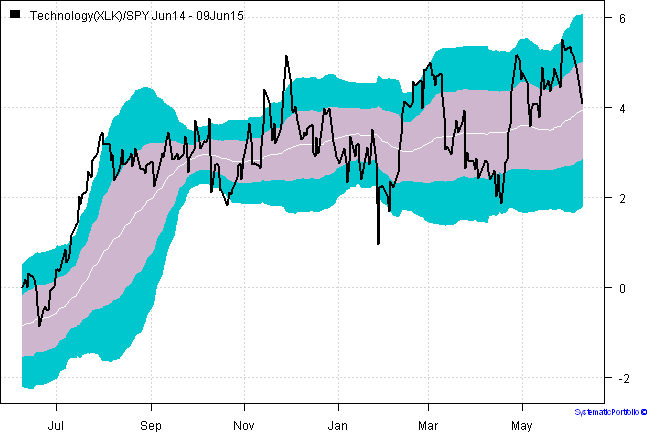 Technology(XLK)/SPY Jun14 - 09Jun15
6
4
2
0
-2
Jul Sep Nov Jan Mar May
SystematicPortfolio ©